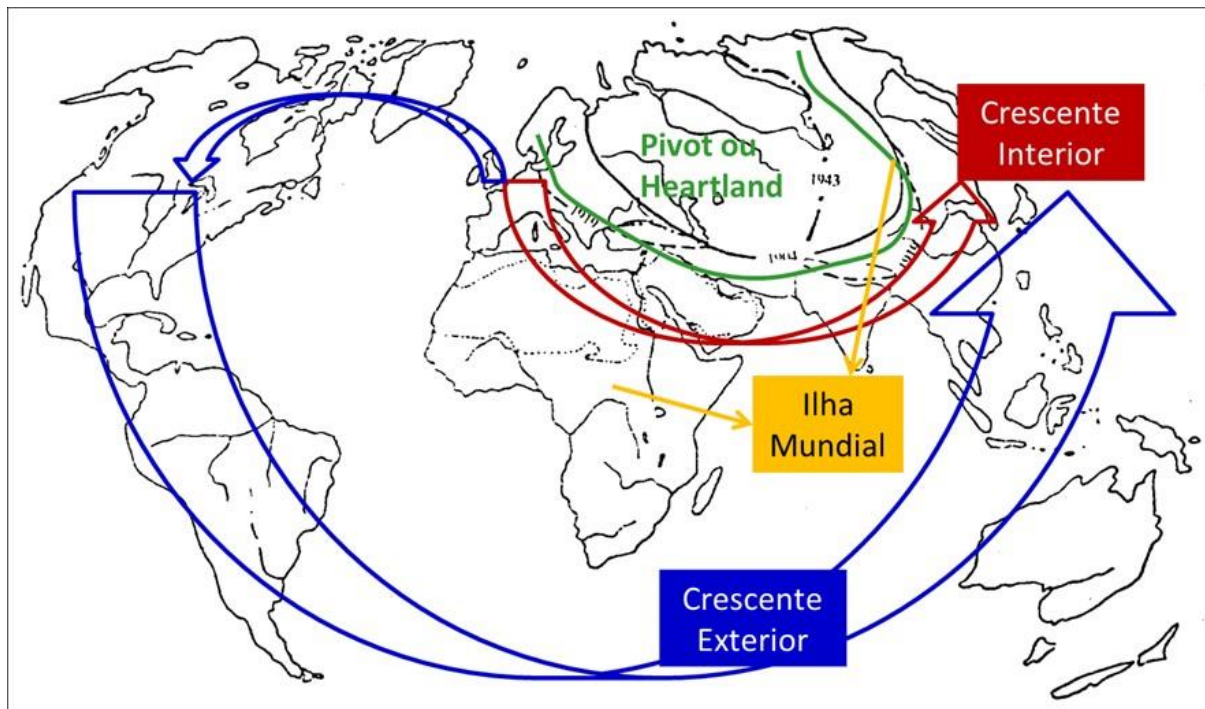 Crescente
Interior
Pivot ou
Heartland
1943
1904
Ilha
Mundial
Crescente
Exterior